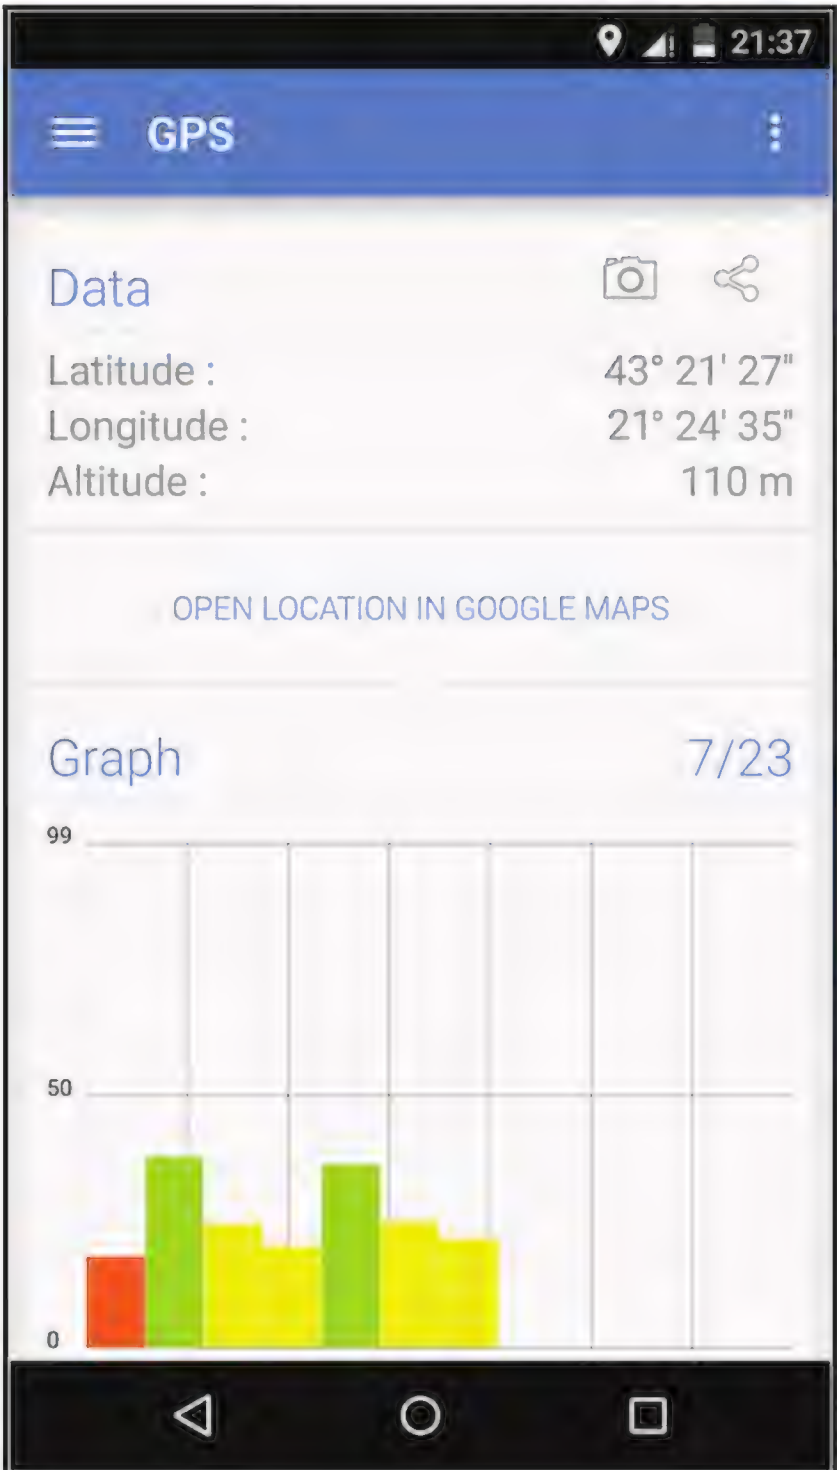 21:37
GPS
Data
Latitude : 43° 21' 27"
Longitude : 21° 24' 35"
Altitude : 110 m
OPEN LOCATION IN GOOGLE MAPS
Graph 7/23
99
50
0